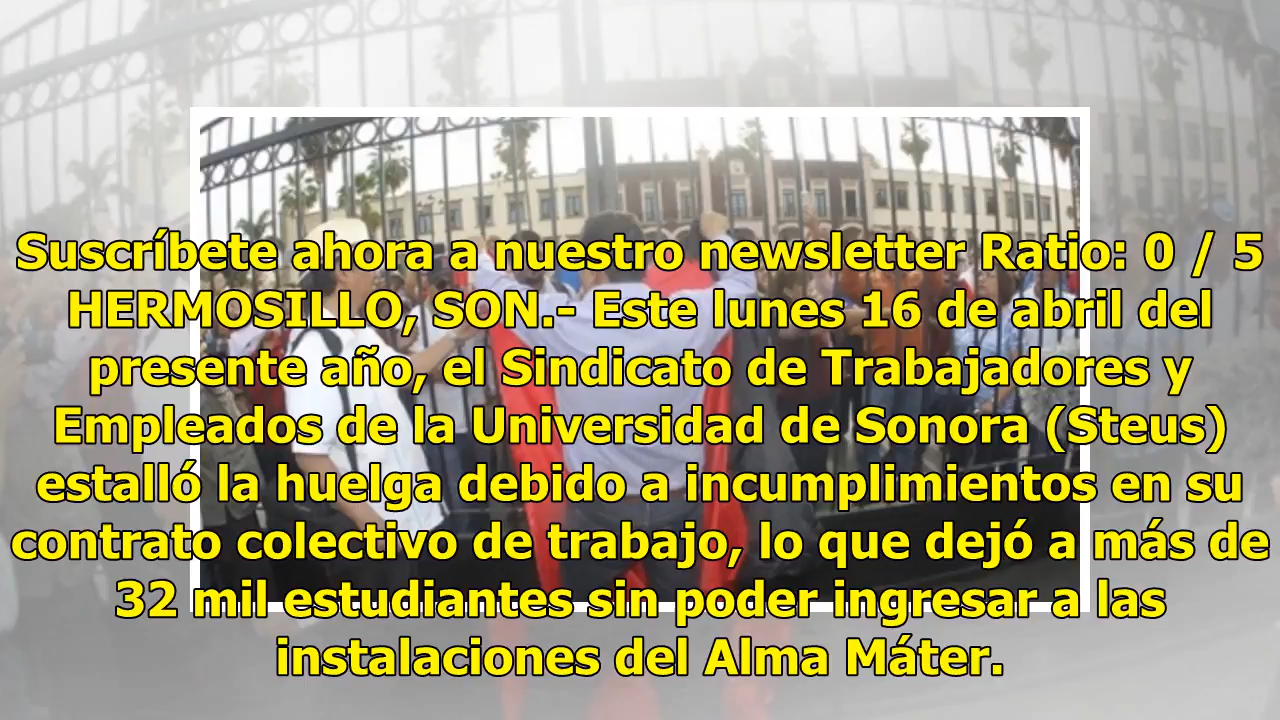 Suscríbete ahora a nuestro newsletter Ratio: 0 / 5
HERMOSILLO, SON.- Este lunes 16 de abril del
presente año, el Sindicato de Trabajadores y
Empleados de la Universidad de Sonora (Steus)
estalló la huelga debido a incumplimientos en su
contrato colectivo de trabajo, lo que dejó a más de
32 mil estudiantes sin poder ingresar a las
instalaciones del Alma Máter.